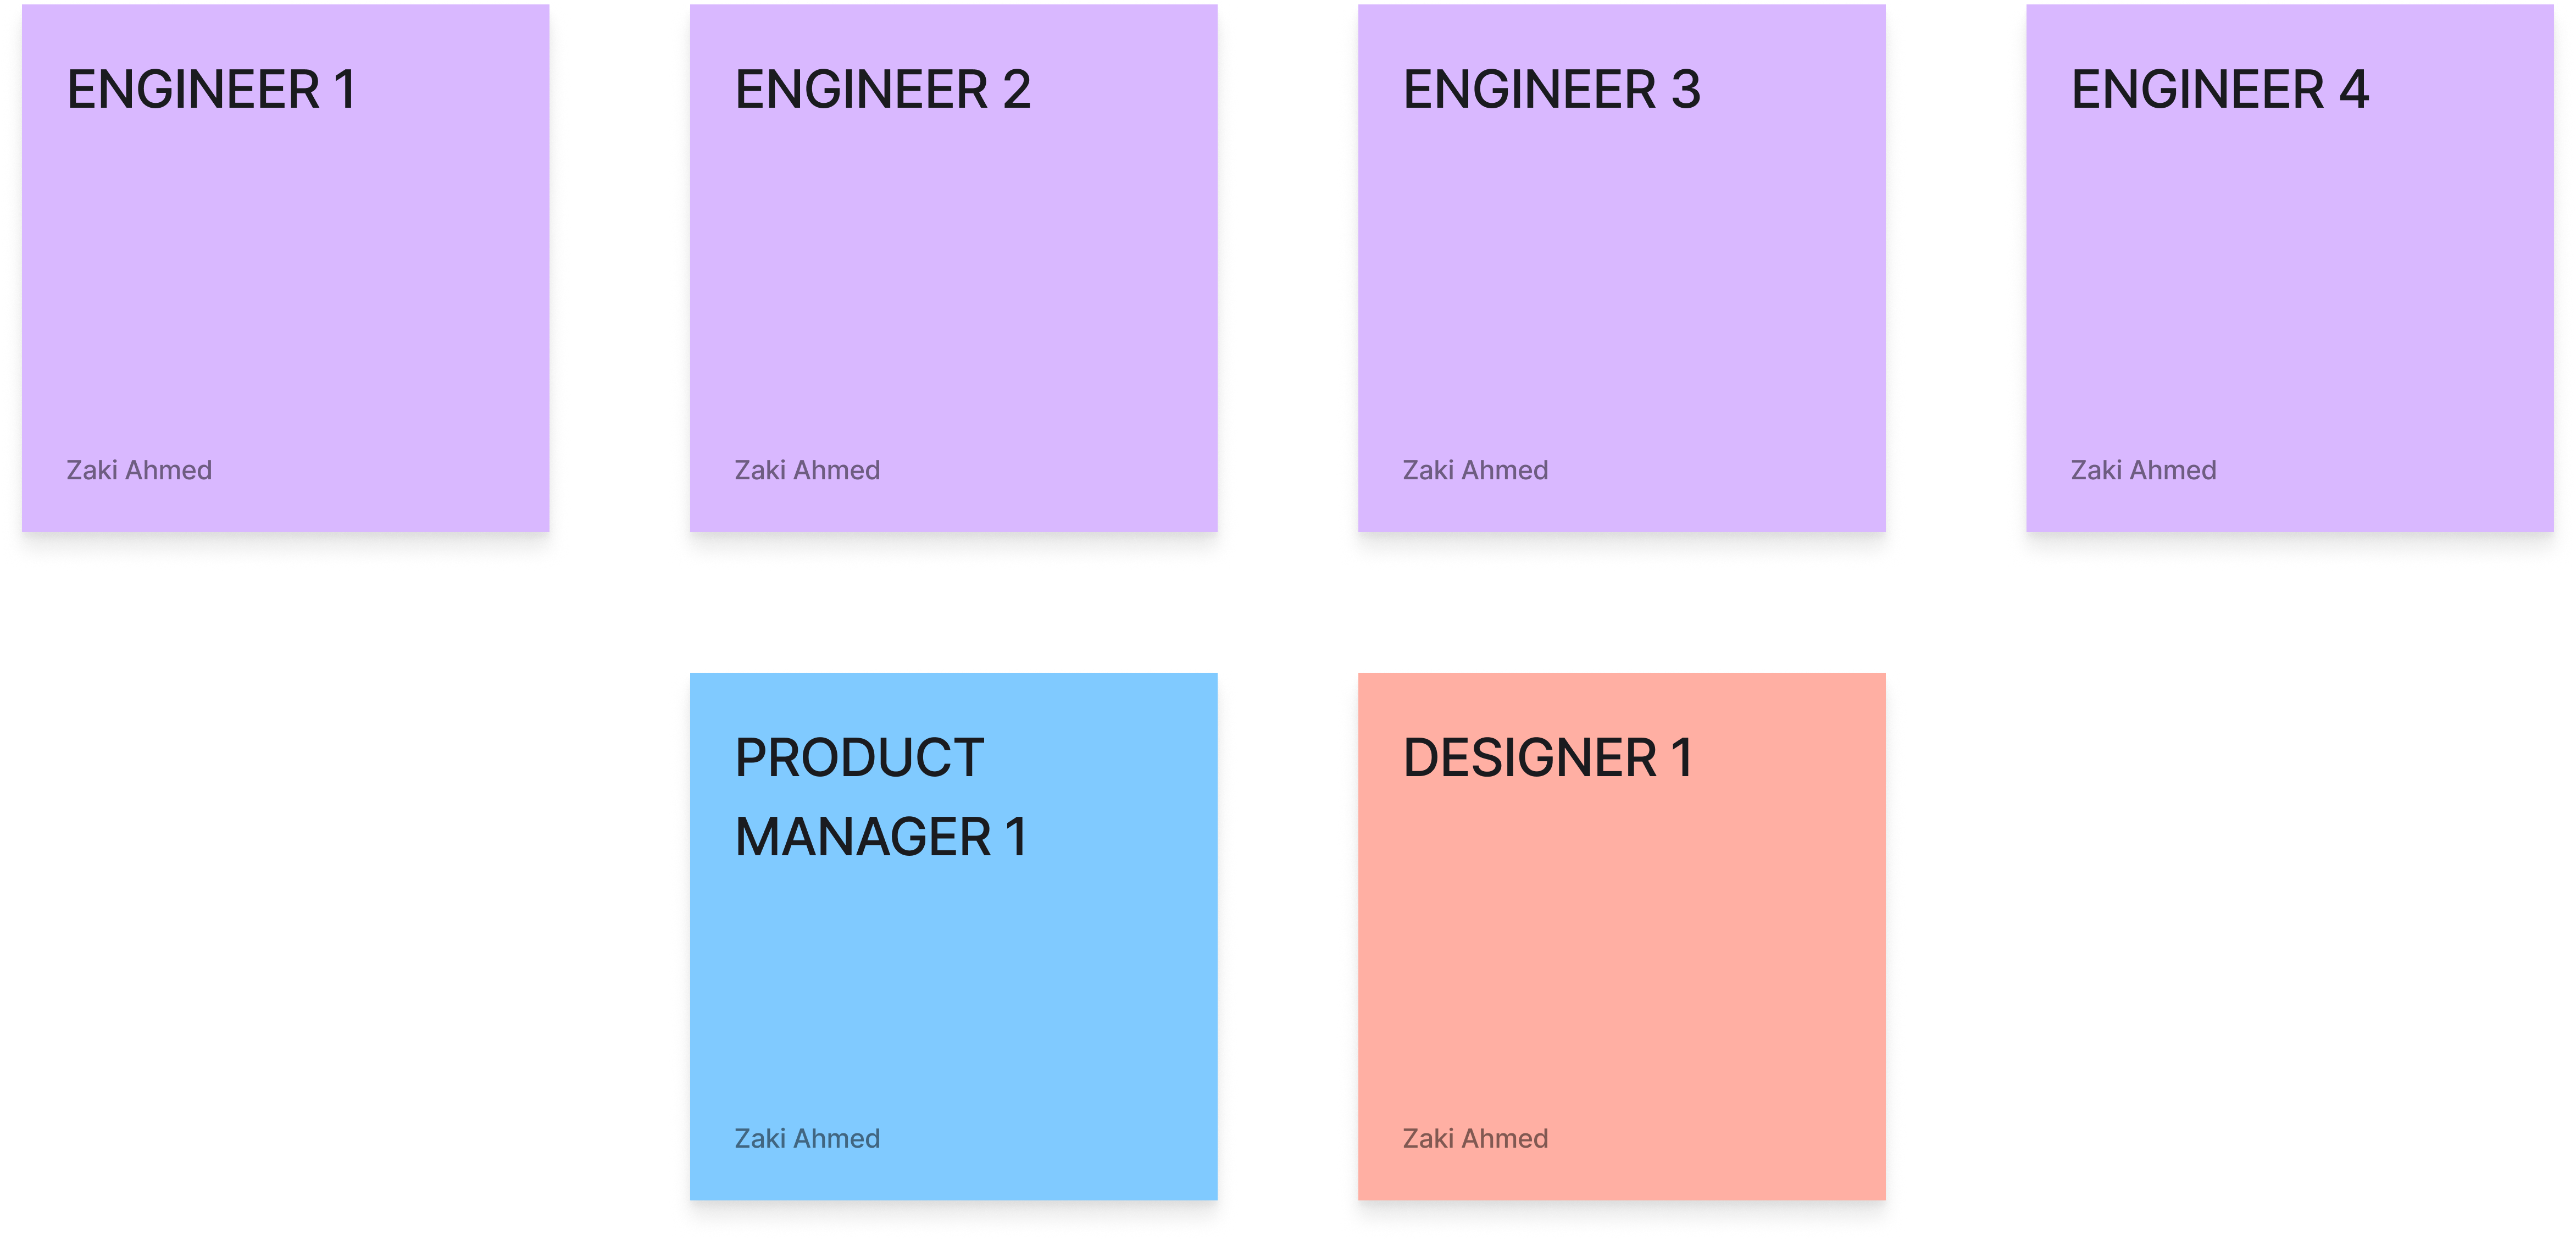 ENGINEER 1
ENGINEER 2
ENGINEER 3
ENGINEER 4
Zaki Ahmed
Zaki Ahmed
Zaki Ahmed
Zaki Ahmed
PRODUCT
MANAGER 1
DESIGNER 1
Zaki Ahmed
Zaki Ahmed